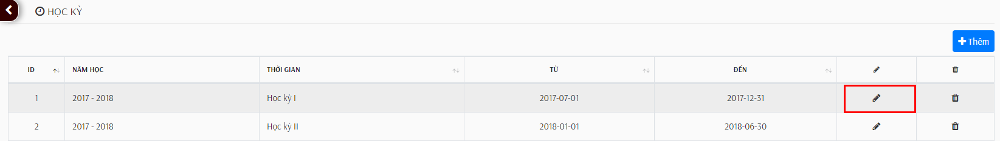 HỌC KỲ
Thêm
ID NĂM HỌC THỜI GIAN TỪ ĐẾN
1 2017 - 2018 Học kỳ I 2017-07-01 2017-12-31
2 2017 - 2018 Học kỳ II 2018-01-01 2018-06-30